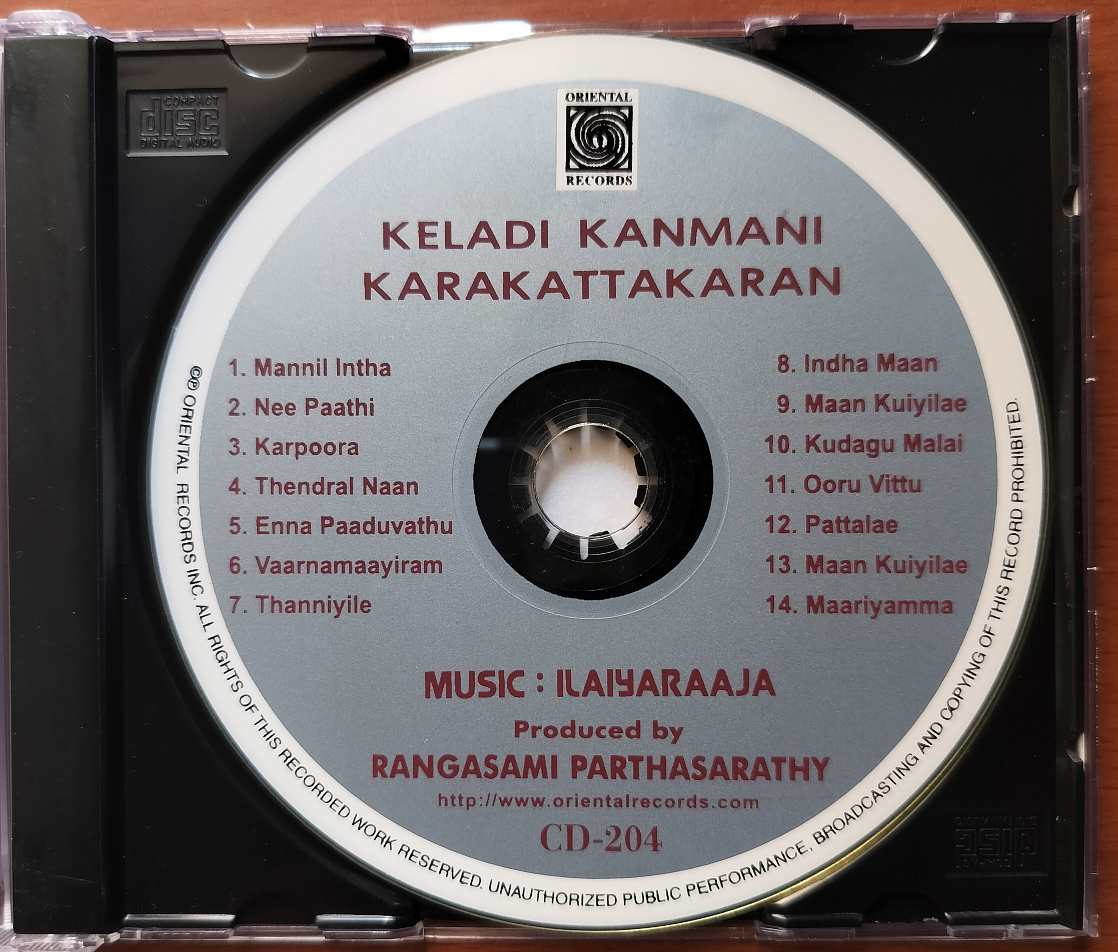 COMPACT
disc
DIGITAL AUDIO
ORIENTAL
RECORDS
KELADI KANMANI
KARAKATTAKARAN
1. Mannil Intha
2. Nee Paathi
3. Karpoora
4. Thendral Naan
5. Enna Paaduvathu
6. Vaarnamaayiram
7. Thanniyile
8. Indha Maan
9. Maan Kuiyilae
10. Kudagu Malai
11. Ooru Vittu
12. Pattalae
13. Maan Kuiyilae
14. Maariyamma
MUSIC : ILAIYARAAJA
Produced by
RANGASAMI PARTHASARATHY
http://www.orientalrecords.com
CD-204
©℗ ORIENTAL RECORDS INC. ALL RIGHTS OF THIS RECORDED WORK RESERVED. UNAUTHORIZED PUBLIC PERFORMANCE, BROADCASTING AND COPYING OF THIS RECORD PROHIBITED.